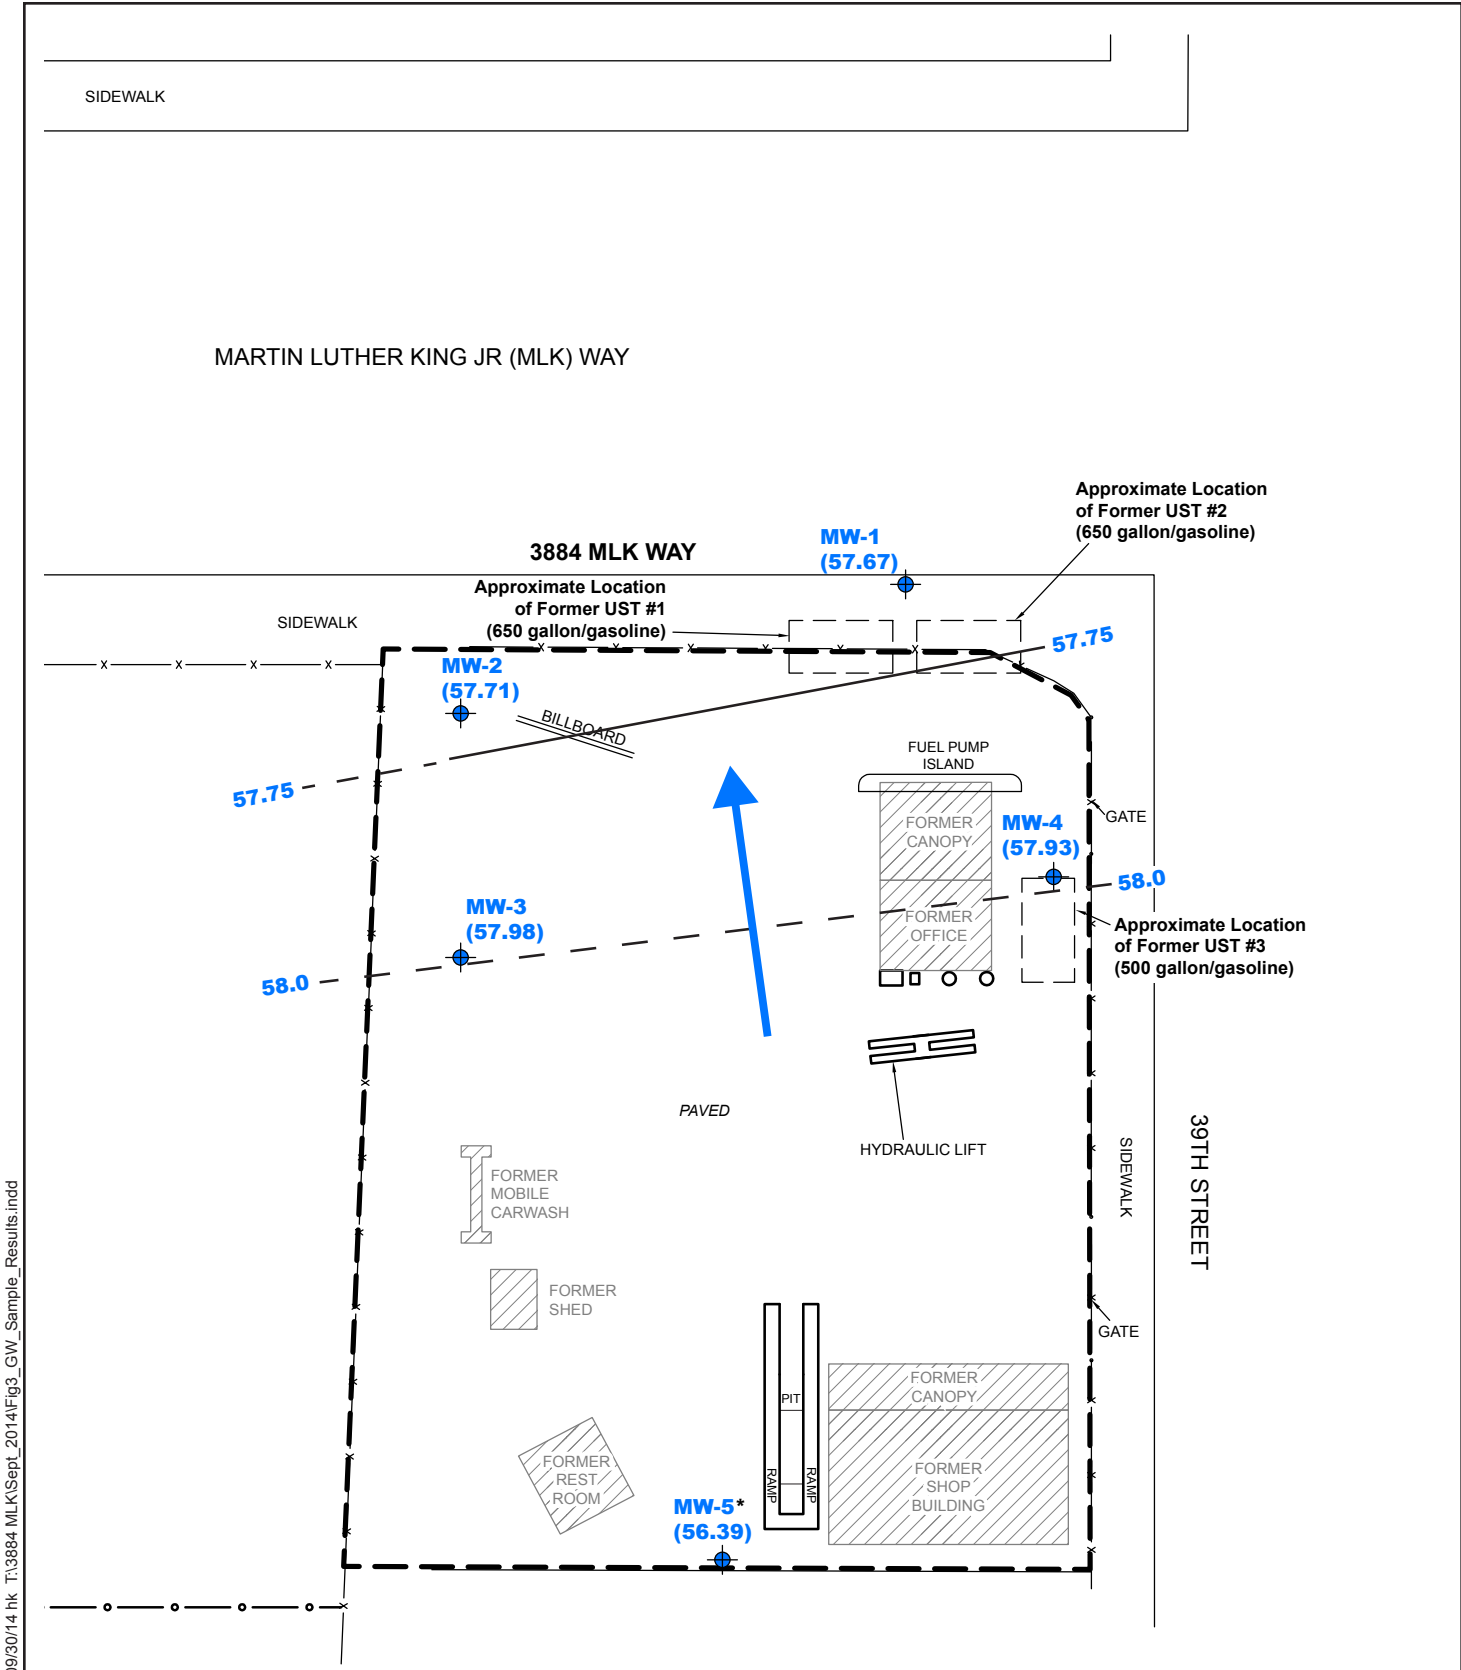 SIDEWALK
MARTIN LUTHER KING JR (MLK) WAY
Approximate Location
of Former UST #2
(650 gallon/gasoline)
MW-1
(57.67)
3884 MLK WAY
Approximate Location
of Former UST #1
(650 gallon/gasoline)
SIDEWALK
57.75
MW-2
(57.71)
BILLBOARD
FUEL PUMP
ISLAND
57.75
FORMER
CANOPY
MW-4
(57.93)
GATE
58.0
MW-3
(57.98)
FORMER
OFFICE
Approximate Location
of Former UST #3
(500 gallon/gasoline)
58.0
PAVED
HYDRAULIC LIFT
39TH STREET
SIDEWALK
FORMER
MOBILE
CARWASH
FORMER
SHED
GATE
FORMER
CANOPY
PIT
RAMP
RAMP
FORMER
SHOP
BUILDING
FORMER
REST
ROOM
MW-5*
(56.39)
09/30/14 hk T:\3884 MLK\Sept_2014\Fig3_GW_Sample_Results.indd